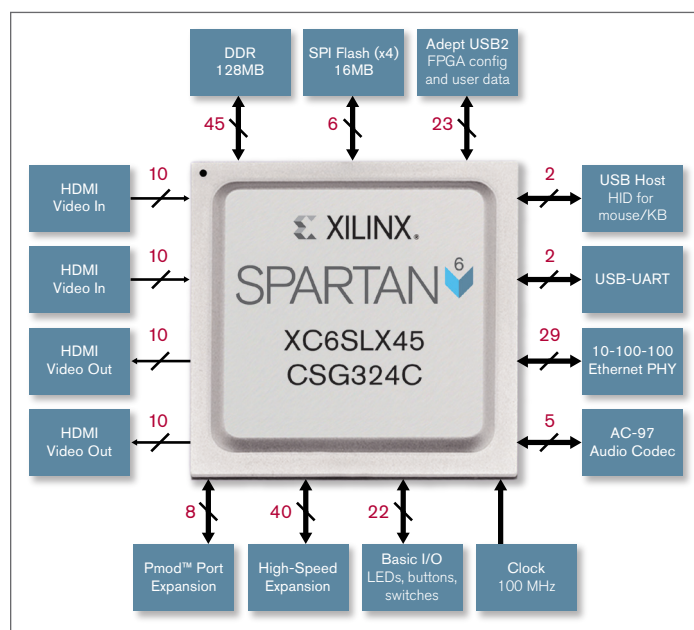 DDR
128MB
SPI Flash (x4)
16MB
Adept USB2
FPGA config
and user data
45
6
23
HDMI
Video In
10
HDMI
Video In
10
HDMI
Video Out
10
HDMI
Video Out
10
XILINX®
SPARTAN 6
XC6SLX45
CSG324C
2
USB Host
HID for
mouse/KB
2
USB-UART
29
10-100-100
Ethernet PHY
5
AC-97
Audio Codec
8
40
22
Pmod™ Port
Expansion
High-Speed
Expansion
Basic I/O
LEDs, buttons,
switches
Clock
100 MHz